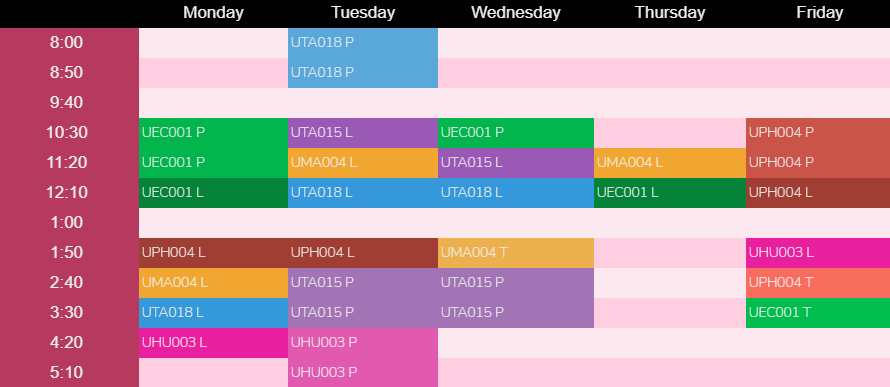 Monday Tuesday Wednesday Thursday Friday
8:00 UTA018 P
8:50 UTA018 P
9:40
10:30 UEC001 P UTA015 L UEC001 P UPH004 P
11:20 UEC001 P UMA004 L UTA015 L UMA004 L UPH004 P
12:10 UEC001 L UTA018 L UTA018 L UEC001 L UPH004 L
1:00
1:50 UPH004 L UPH004 L UMA004 T UHU003 L
2:40 UMA004 L UTA015 P UTA015 P UPH004 T
3:30 UTA018 L UTA015 P UTA015 P UEC001 T
4:20 UHU003 L UHU003 P
5:10 UHU003 P